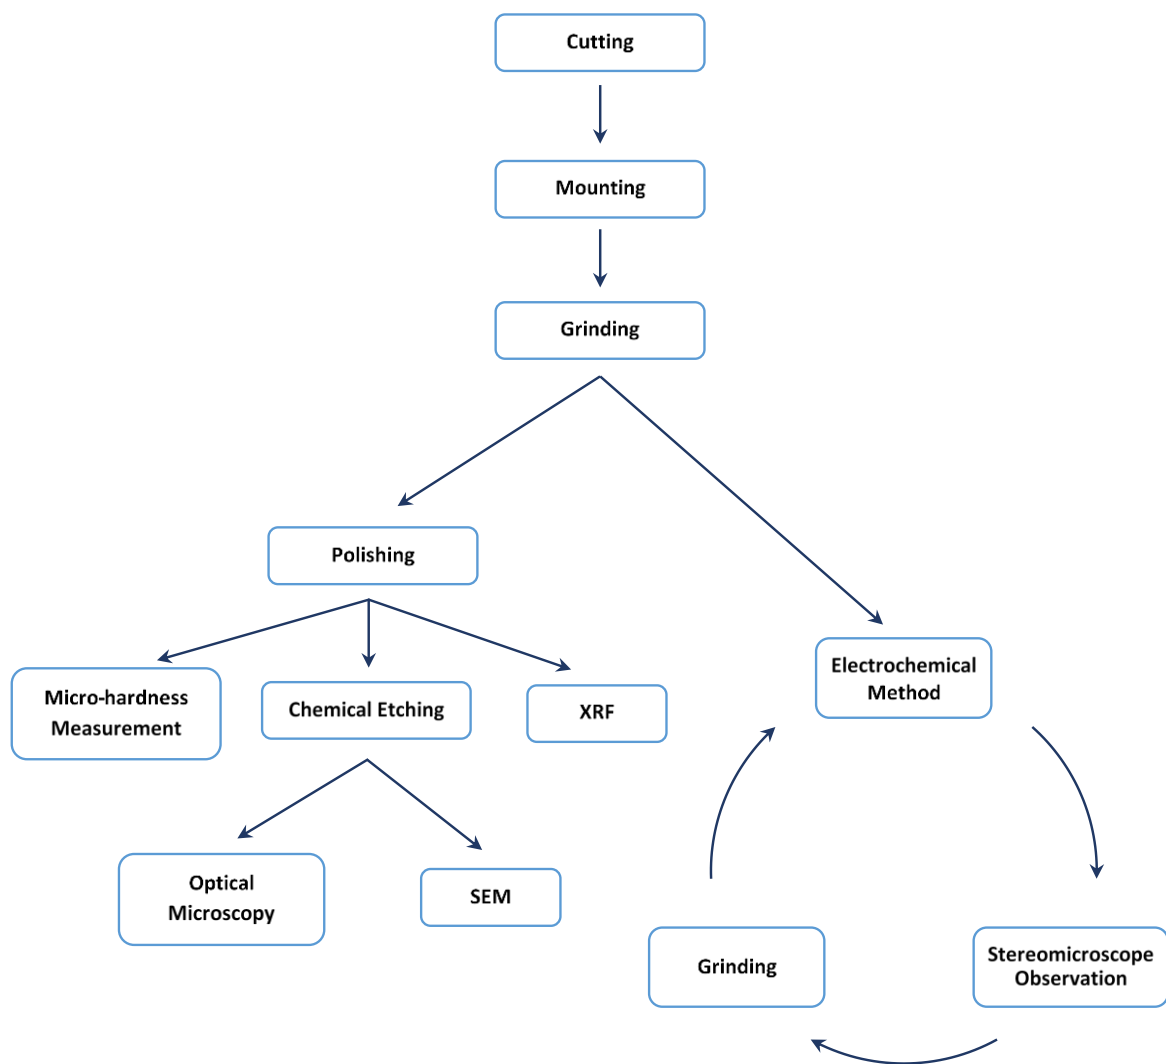 Cutting
Mounting
Grinding
Polishing
Electrochemical
Method
Micro-hardness
Measurement
Chemical Etching
XRF
Optical
Microscopy
SEM
Grinding
Stereomicroscope
Observation